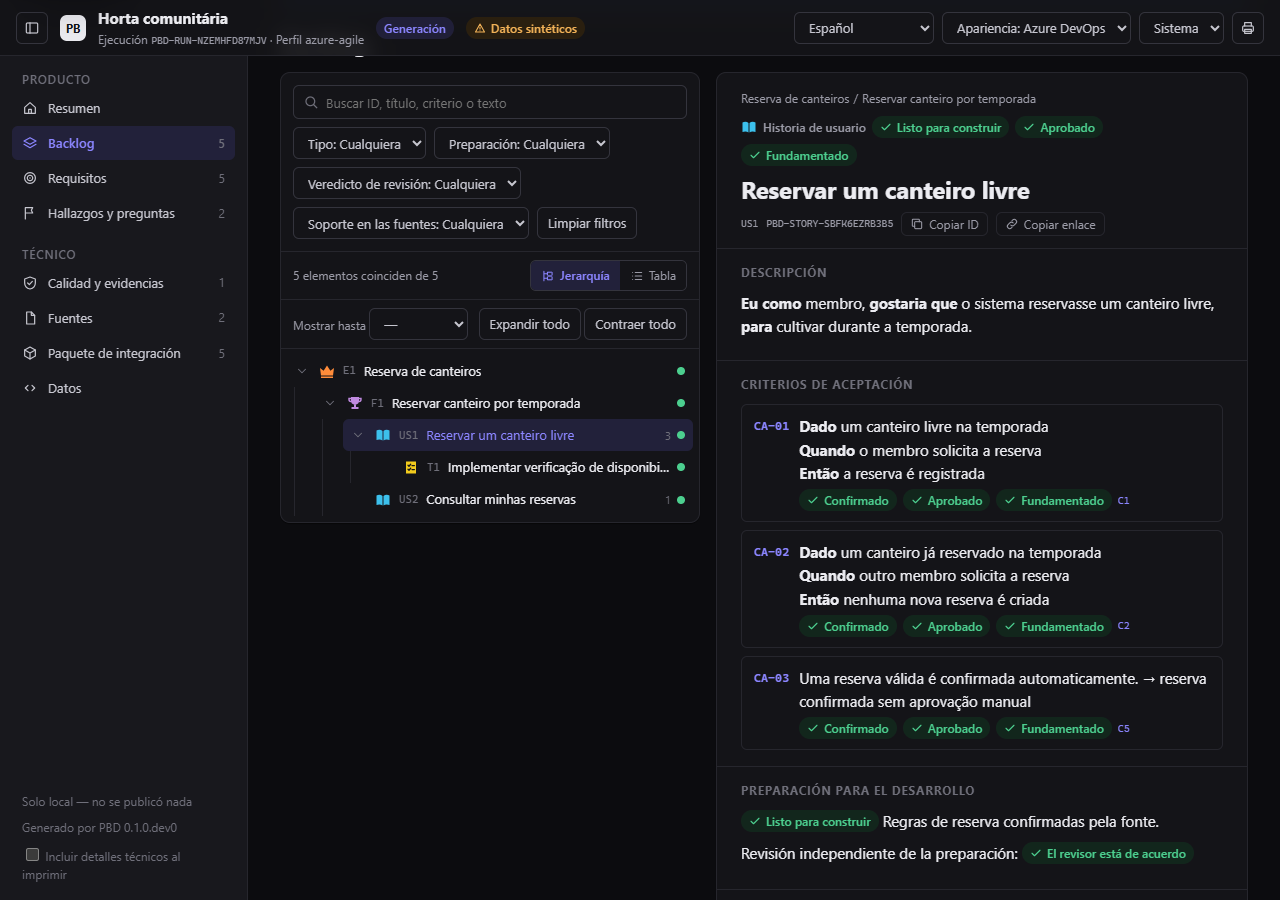 PB
Horta comunitária
Ejecución PBD-RUN-NZEMHFD87MJV · Perfil azure-agile
Generación
Datos sintéticos
Español
Apariencia: Azure DevOps
Sistema
PRODUCTO
Resumen
Backlog 5
Requisitos 5
Hallazgos y preguntas 2
TÉCNICO
Calidad y evidencias 1
Fuentes 2
Paquete de integración 5
Datos
Solo local — no se publicó nada
Generado por PBD 0.1.0.dev0
Incluir detalles técnicos al
imprimir
Buscar ID, título, criterio o texto
Tipo: Cualquiera
Preparación: Cualquiera
Veredicto de revisión: Cualquiera
Soporte en las fuentes: Cualquiera
Limpiar filtros
5 elementos coinciden de 5
Jerarquía
Tabla
Mostrar hasta
—
Expandir todo
Contraer todo
E1 Reserva de canteiros
F1 Reservar canteiro por temporada
US1 Reservar um canteiro livre 3
T1 Implementar verificação de disponibi...
US2 Consultar minhas reservas 1
Reserva de canteiros / Reservar canteiro por temporada
Historia de usuario
Listo para construir
Aprobado
Fundamentado
Reservar um canteiro livre
US1 PBD-STORY-SBFW6EZRB3B5
Copiar ID
Copiar enlace
DESCRIPCIÓN
Eu como membro, gostaria que o sistema reservasse um canteiro livre,
para cultivar durante a temporada.
CRITERIOS DE ACEPTACIÓN
CA-01 Dado um canteiro livre na temporada
Quando o membro solicita a reserva
Então a reserva é registrada
Confirmado Aprobado Fundamentado C1
CA-02 Dado um canteiro já reservado na temporada
Quando outro membro solicita a reserva
Então nenhuma nova reserva é criada
Confirmado Aprobado Fundamentado C2
CA-03 Uma reserva válida é confirmada automaticamente. → reserva
confirmada sem aprovação manual
Confirmado Aprobado Fundamentado C5
PREPARACIÓN PARA EL DESARROLLO
Listo para construir Regras de reserva confirmadas pela fonte.
Revisión independiente de la preparación: El revisor está de acuerdo